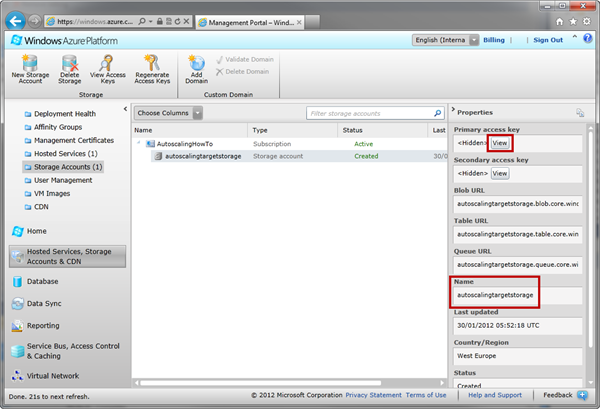 https://windows.azure.c...
Management Portal – Wind...
Windows Azure Platform
English (Interna
Billing
Sign Out
New Storage Account
Delete Storage
View Access Keys
Regenerate Access Keys
Storage
Add Domain
Validate Domain
Delete Domain
Custom Domain
Deployment Health
Affinity Groups
Management Certificates
Hosted Services (1)
Storage Accounts (1)
User Management
VM Images
CDN
Home
Hosted Services, Storage Accounts & CDN
Database
Data Sync
Reporting
Service Bus, Access Control & Caching
Virtual Network
Choose Columns
Filter storage accounts
Name Type Status Last
AutoscalingHowTo Subscription Active
autoscalingtargetstorage Storage account Created 30/0
Properties
Primary access key
<Hidden> View
Secondary access key
<Hidden> View
Blob URL
autoscalingtargetstorage.blob.core.win
Table URL
autoscalingtargetstorage.table.core.win
Queue URL
autoscalingtargetstorage.queue.core.wi
Name
autoscalingtargetstorage
Last updated
30/01/2012 05:52:18 UTC
Country/Region
West Europe
Status
Created
Done. 21s to next refresh.
© 2012 Microsoft Corporation Privacy Statement Terms of Use
Help and Support
Feedback